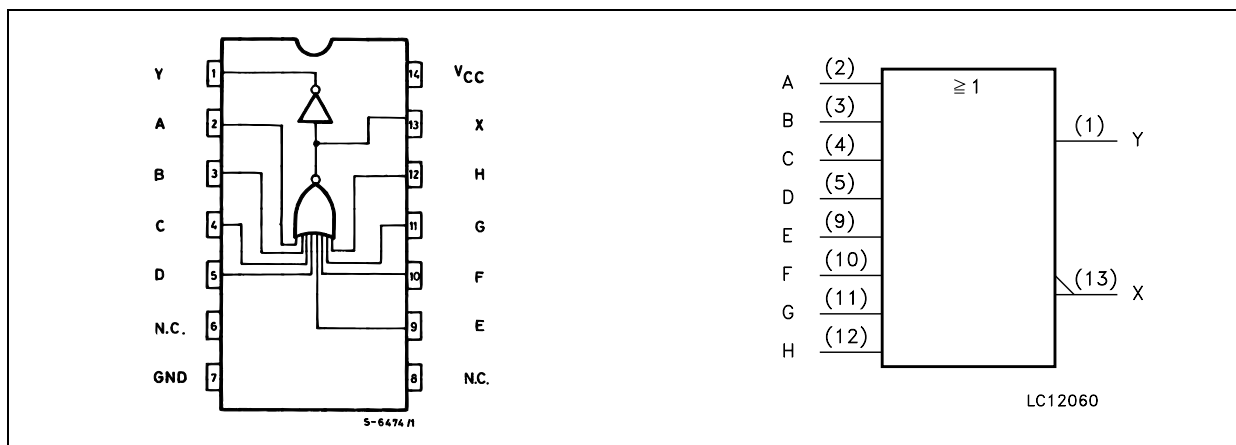 Y 1 14 VCC
A 2 13 X
B 3 12 H
C 4 11 G
D 5 10 F
N.C. 6 9 E
GND 7 8 N.C.
S-6474/1
≧ 1
A (2)
B (3)
C (4)
D (5)
E (9)
F (10)
G (11)
H (12)
(1) Y
(13) X
LC12060